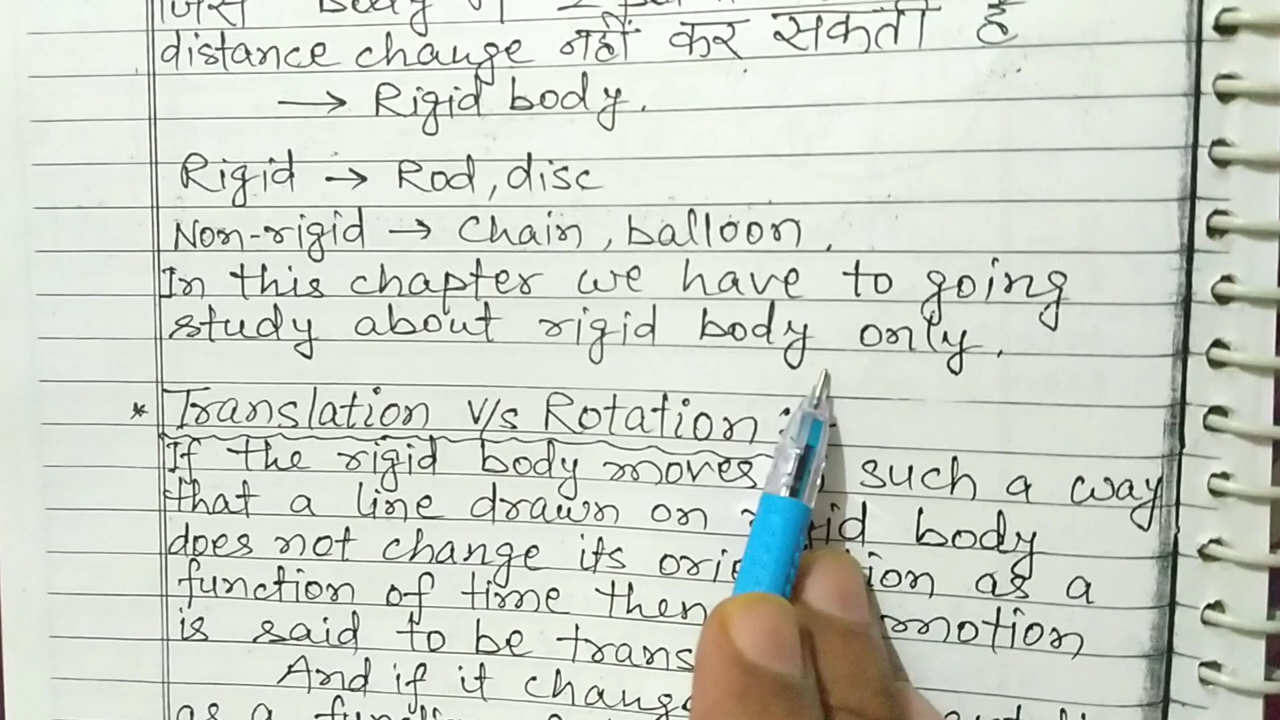 जिस body
distance change नहीं कर सकती है
→ Rigid body.
Rigid → Rod, disc
Non-rigid → Chain, balloon.
In this chapter we have to going
study about rigid body only.
* Translation v/s Rotation :-
If the rigid body moves such a way
that a line drawn on body
does not change its as a
function of time then motion
is said to be
And if it
as a